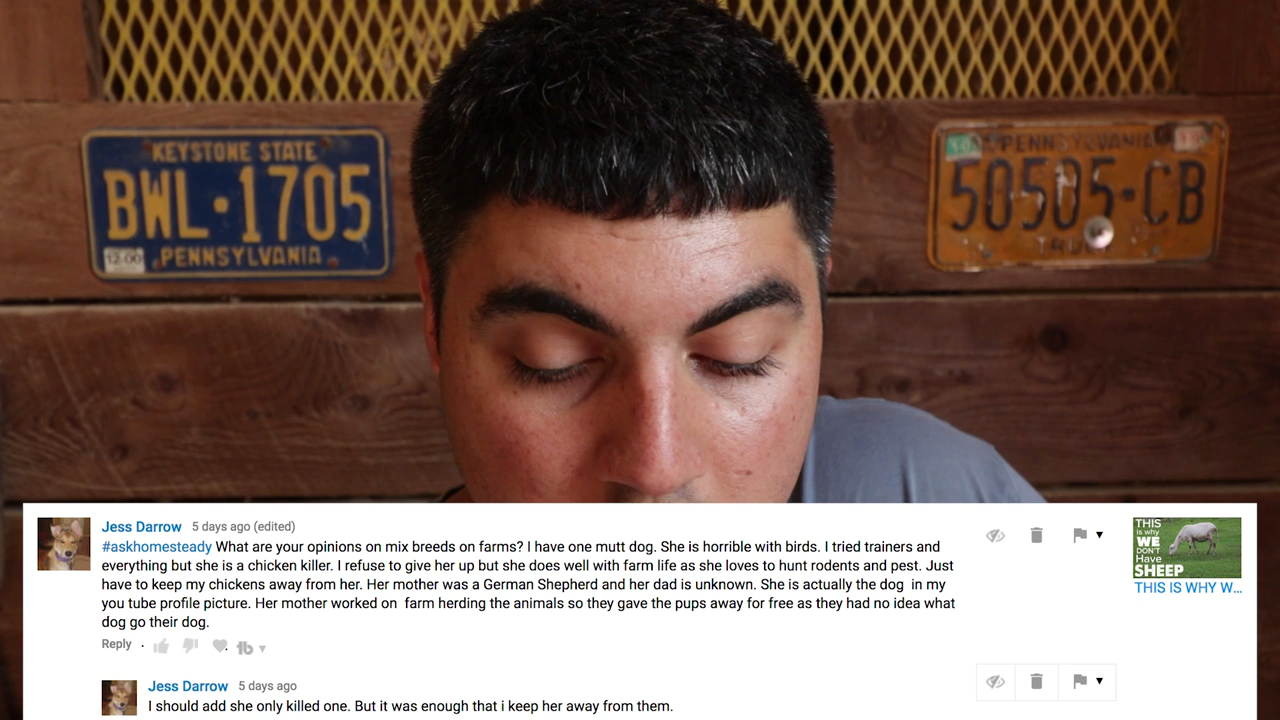 KEYSTONE STATE
BWL·1705
12-00
PENNSYLVANIA
PENNSYLVANIA
50505-CB
Jess Darrow 5 days ago (edited)
#askhomesteady What are your opinions on mix breeds on farms? I have one mutt dog. She is horrible with birds. I tried trainers and
everything but she is a chicken killer. I refuse to give her up but she does well with farm life as she loves to hunt rodents and pest. Just
have to keep my chickens away from her. Her mother was a German Shepherd and her dad is unknown. She is actually the dog in my
you tube profile picture. Her mother worked on farm herding the animals so they gave the pups away for free as they had no idea what
dog go their dog.
Reply
THIS
is why
WE
DON'T
Have
SHEEP
THIS IS WHY W...
Jess Darrow 5 days ago
I should add she only killed one. But it was enough that i keep her away from them.